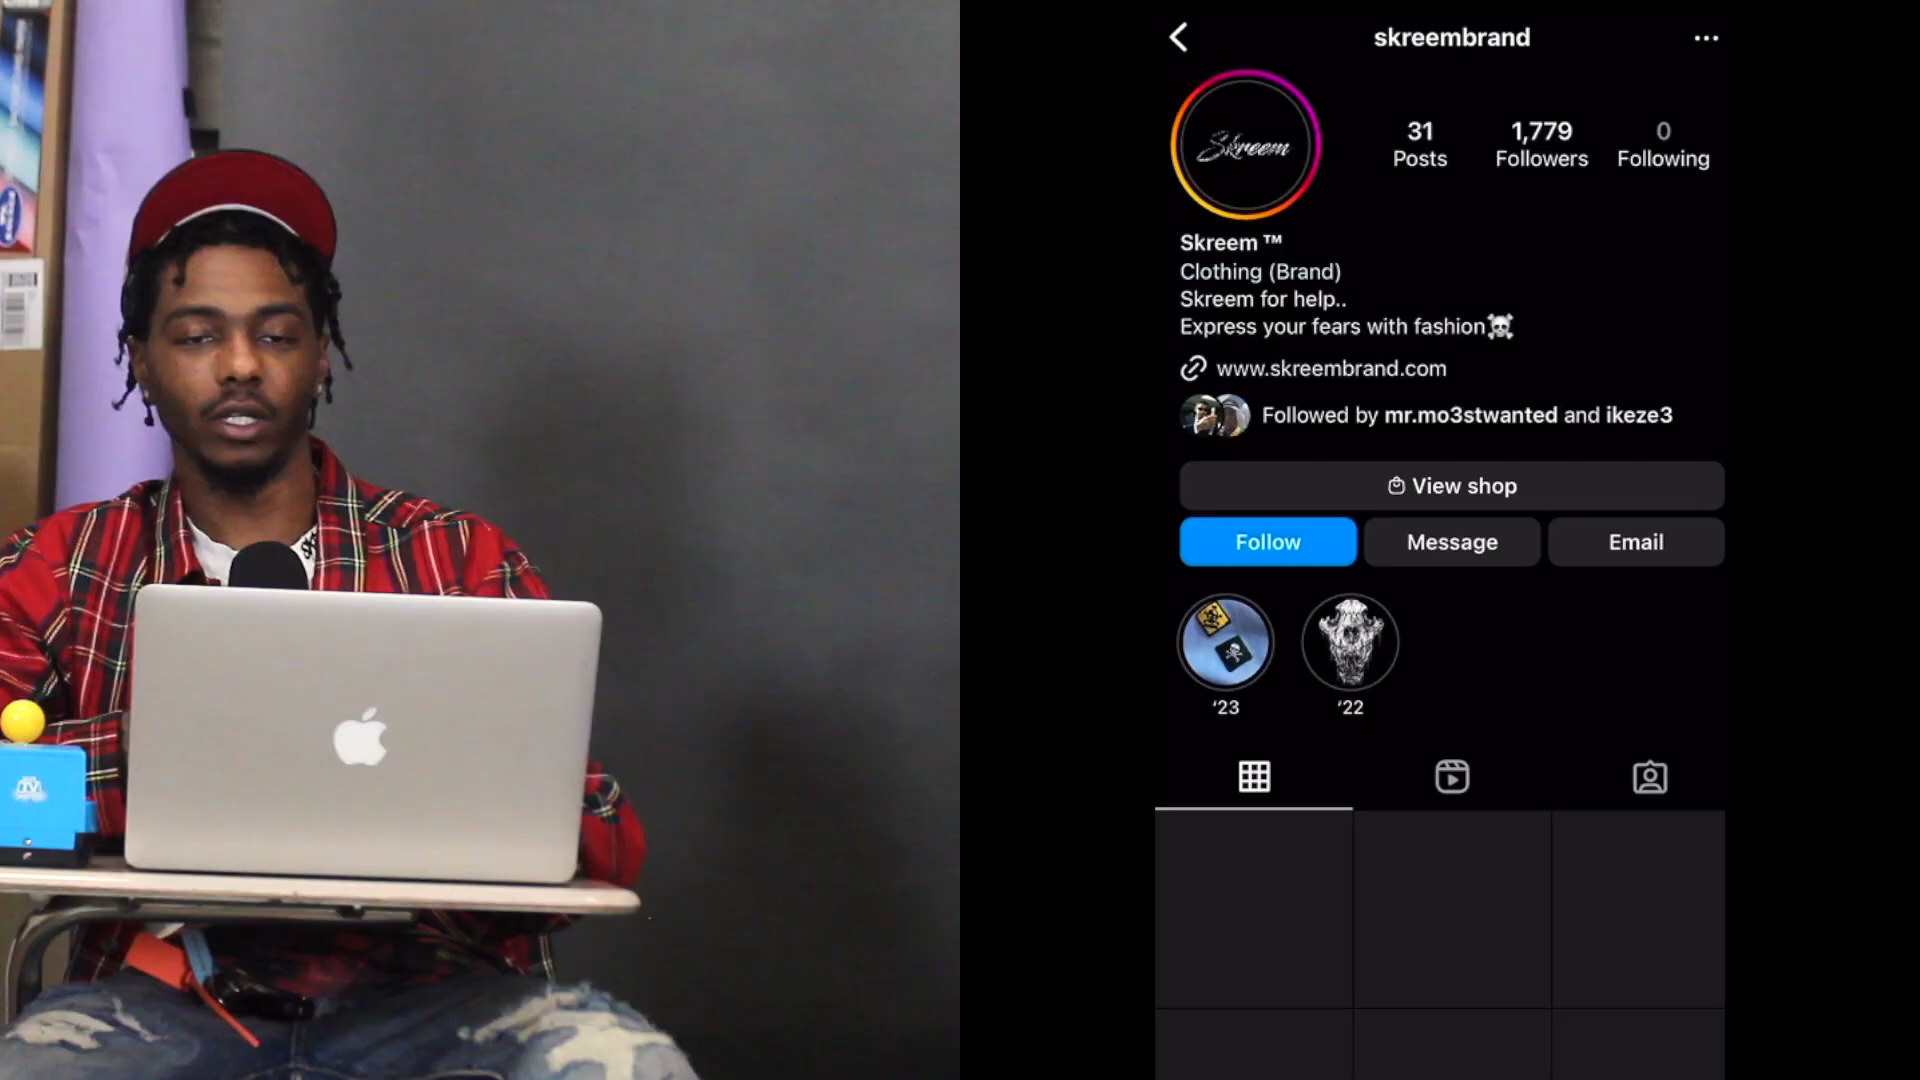 skreembrand
Skreem
31
Posts
1,779
Followers
0
Following
Skreem ™
Clothing (Brand)
Skreem for help..
Express your fears with fashion☠️
www.skreembrand.com
Followed by mr.mo3stwanted and ikeze3
View shop
Follow
Message
Email
‘23
‘22
TV